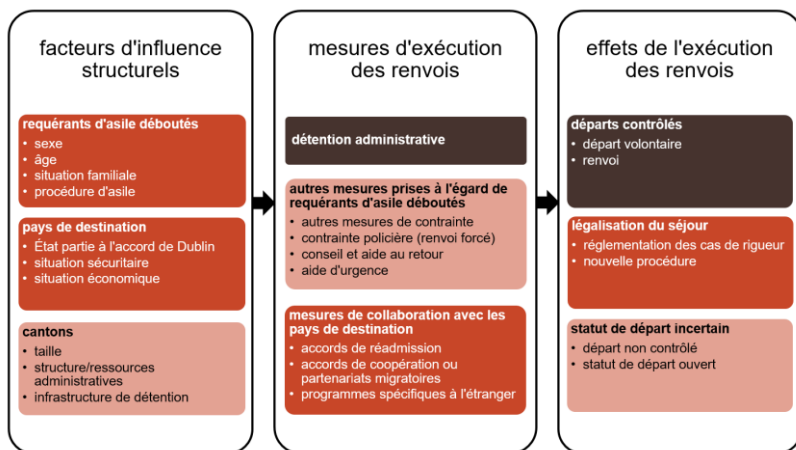 facteurs d'influence
structurels
requérants d'asile déboutés
• sexe
• âge
• situation familiale
• procédure d'asile
pays de destination
• État partie à l'accord de Dublin
• situation sécuritaire
• situation économique
cantons
• taille
• structure/ressources
administratives
• infrastructure de détention
mesures d'exécution
des renvois
détention administrative
autres mesures prises à l'égard de
requérants d'asile déboutés
• autres mesures de contrainte
• contrainte policière (renvoi forcé)
• conseil et aide au retour
• aide d'urgence
mesures de collaboration avec les
pays de destination
• accords de réadmission
• accords de coopération ou
partenariats migratoires
• programmes spécifiques à l'étranger
effets de l'exécution
des renvois
départs contrôlés
• départ volontaire
• renvoi
légalisation du séjour
• réglementation des cas de rigueur
• nouvelle procédure
statut de départ incertain
• départ non contrôlé
• statut de départ ouvert